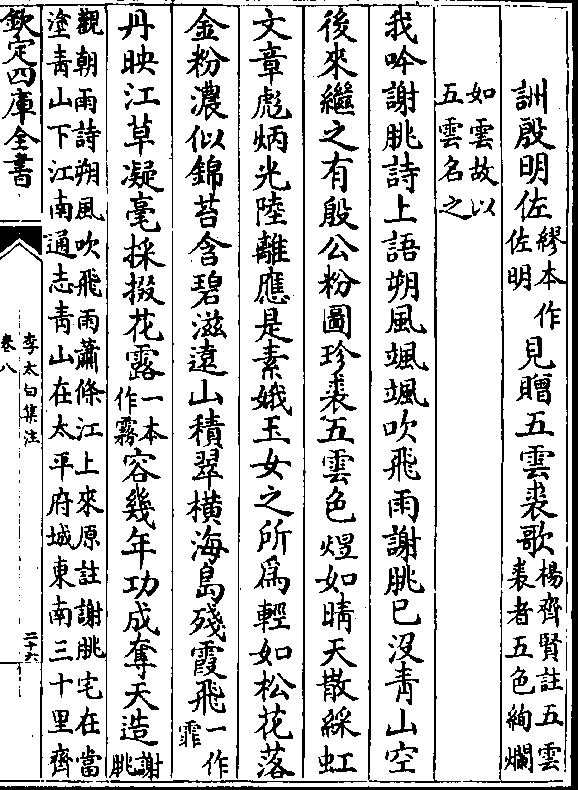 訓殷明佐繆本作佐明見贈五雲裘歌楊齊賢註五雲裘者五色絢爛
如雲故以五雲名之
我吟謝朓詩上語朔風颯颯吹飛雨謝朓已沒青山空
後來繼之有殷公粉圖珍裘五雲色煜如晴天散綵虹
文章彪炳光陸離應是素娥玉女之所爲輕如松花落
金粉濃似錦苔含碧滋遠山積翠橫海島殘霞飛一作霏
丹映江草凝毫採掇花露一本作霧容幾年功成奪天造謝朓
觀朝雨詩朔風吹飛雨蕭條江上來原註謝朓宅在當塗青山下江南通志青山在太平府城東南三十里齊
欽定四庫全書
李太白集注
卷八
二十六